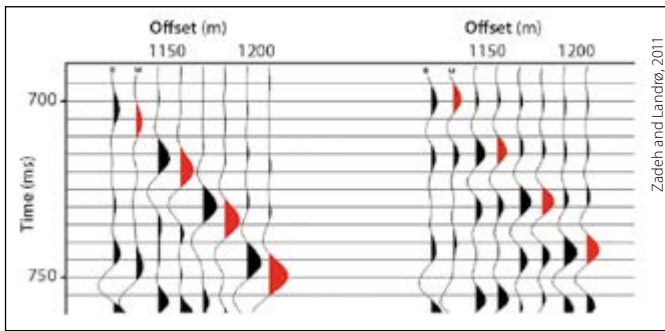 Offset (m)
1150 1200
Offset (m)
1150 1200
700
750
Time (ms)
Zadeh and Landrø, 2011